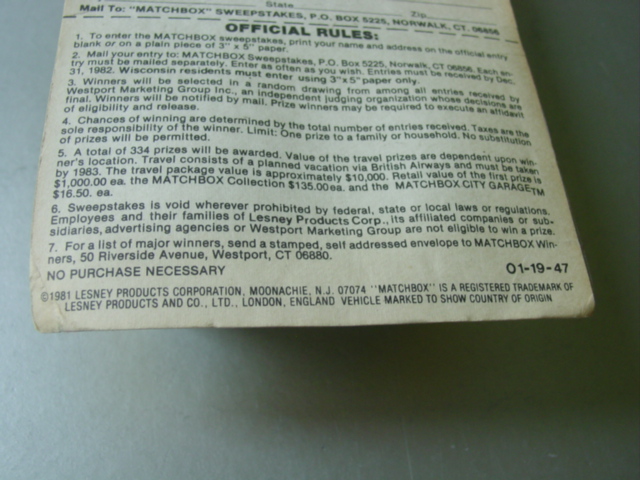 State
Zip
Mail To: "MATCHBOX" SWEEPSTAKES, P.O. BOX 5225, NORWALK, CT. 06856
OFFICIAL RULES:
1. To enter the MATCHBOX sweepstakes, print your name and address on the official entry
blank or on a plain piece of 3" x 5" paper.
2. Mail your entry to: MATCHBOX Sweepstakes, P.O. Box 5225, Norwalk, CT 06856. Each en-
try must be mailed separately. Enter as often as you wish. Entries must be received by Dec.
31, 1982. Wisconsin residents must enter using 3"x 5" paper only.
3. Winners will be selected in a random drawing from among all entries received by
Westport Marketing Group Inc., an independent judging organization whose decisions are
final. Winners will be notified by mail. Prize winners may be required to execute an affidavit
of eligibility and release.
4. Chances of winning are determined by the total number of entries received. Taxes are the
sole responsibility of the winner. Limit: One prize to a family or household. No substitution
of prizes will be permitted.
5. A total of 334 prizes will be awarded. Value of the travel prizes are dependent upon win-
ner's location. Travel consists of a planned vacation via British Airways and must be taken
by 1983. The travel package value is approximately $10,000. Retail value of the first prize is
$1,000.00 ea. the MATCHBOX Collection $135.00ea. and the MATCHBOX CITY GARAGE™
$16.50. ea.
6. Sweepstakes is void wherever prohibited by federal, state or local laws or regulations.
Employees and their families of Lesney Products Corp., its affiliated companies or sub-
sidiaries, advertising agencies or Westport Marketing Group are not eligible to win a prize.
7. For a list of major winners, send a stamped, self addressed envelope to MATCHBOX Win-
ners, 50 Riverside Avenue, Westport, CT 06880.
NO PURCHASE NECESSARY 01-19-47
©1981 LESNEY PRODUCTS CORPORATION, MOONACHIE, N.J. 07074 "MATCHBOX" IS A REGISTERED TRADEMARK OF
LESNEY PRODUCTS AND CO., LTD., LONDON, ENGLAND VEHICLE MARKED TO SHOW COUNTRY OF ORIGIN